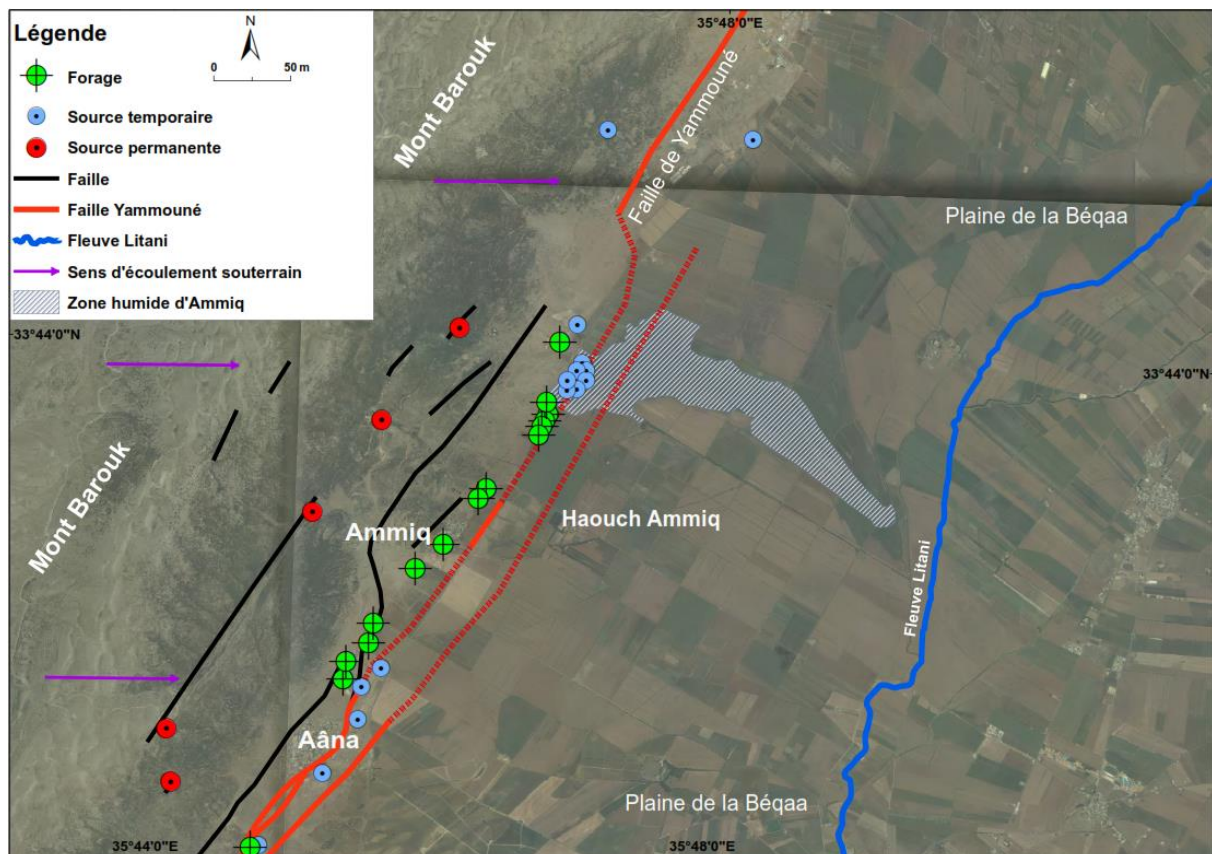 Légende
N
0 50 m
Forage
Source temporaire
Source permanente
Faille
Faille Yammouné
Fleuve Litani
Sens d'écoulement souterrain
Zone humide d'Ammiq
35°48'0"E
Mont Barouk
Faille de Yammouné
Plaine de la Béqaa
33°44'0"N
33°44'0"N
Mont Barouk
Ammiq
Haouch Ammiq
Fleuve Litani
Aâna
Plaine de la Béqaa
35°44'0"E
35°48'0"E